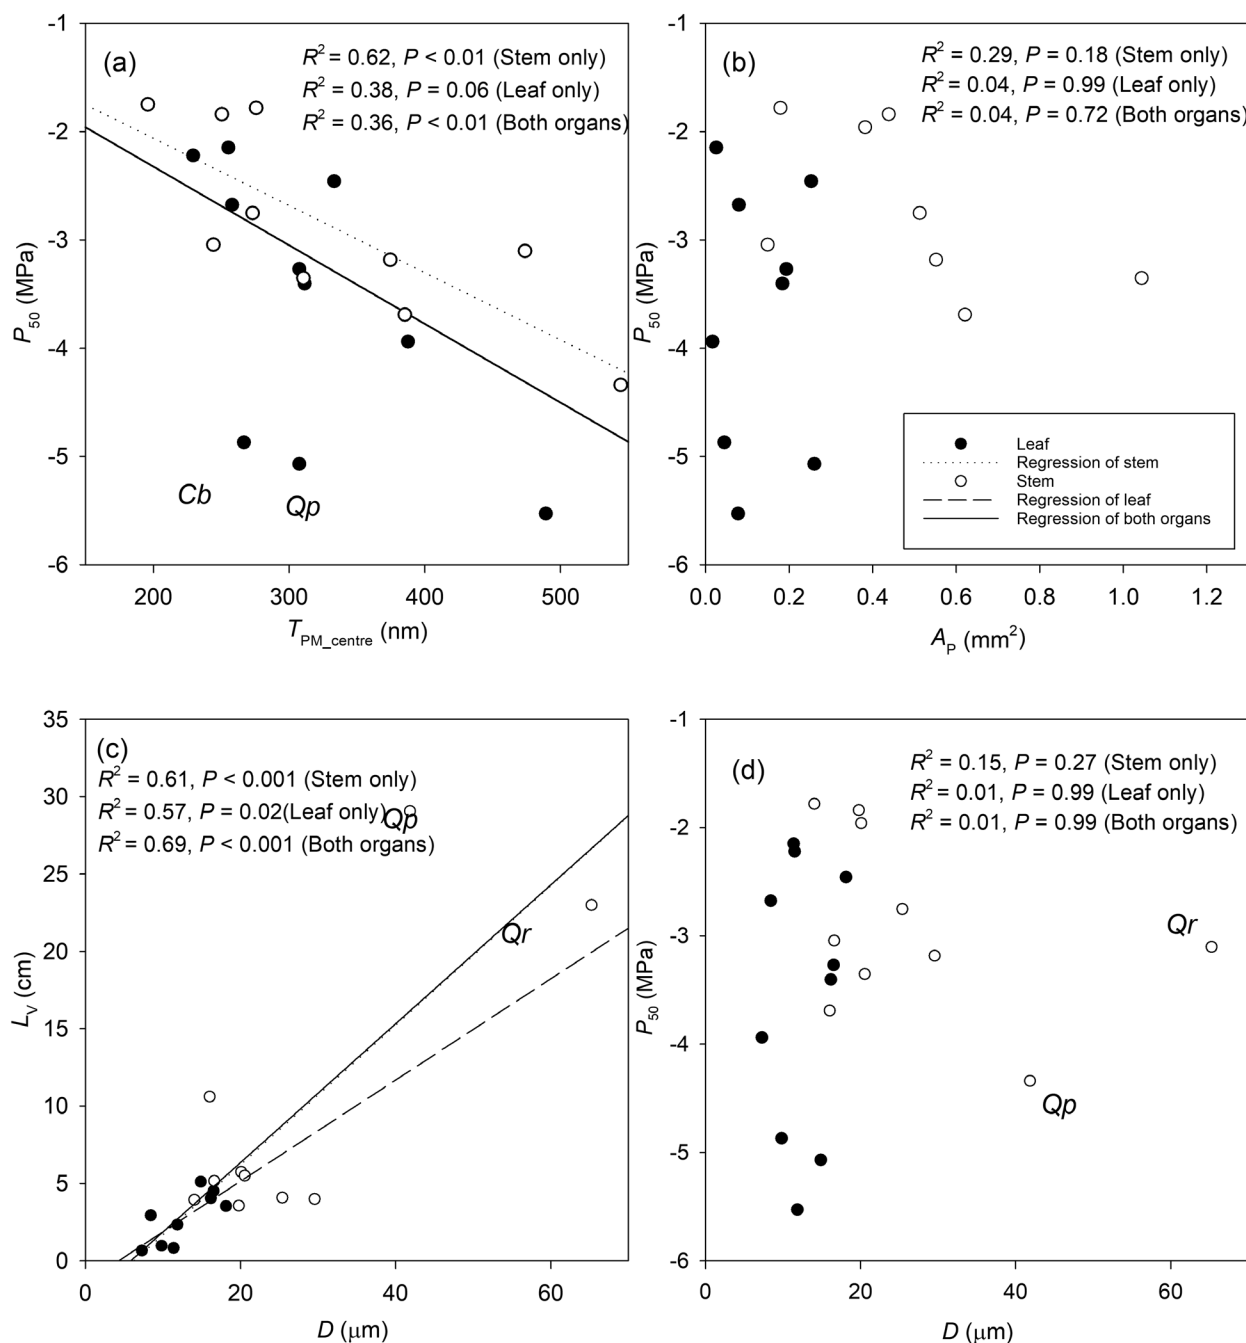 (a)
R² = 0.62, P < 0.01 (Stem only)
R² = 0.38, P = 0.06 (Leaf only)
R² = 0.36, P < 0.01 (Both organs)
-1
-2
-3
-4
-5
-6
P₅₀ (MPa)
Cb
Qp
200
300
400
500
T_PM_centre (nm)
(b)
R² = 0.29, P = 0.18 (Stem only)
R² = 0.04, P = 0.99 (Leaf only)
R² = 0.04, P = 0.72 (Both organs)
-1
-2
-3
-4
-5
-6
P₅₀ (MPa)
Leaf
Regression of stem
Stem
Regression of leaf
Regression of both organs
0.0
0.2
0.4
0.6
0.8
1.0
1.2
A_P (mm²)
(c)
R² = 0.61, P < 0.001 (Stem only)
R² = 0.57, P = 0.02(Leaf only)
R² = 0.69, P < 0.001 (Both organs)
Qp
Qr
35
30
25
20
15
10
5
0
L_V (cm)
0
20
40
60
D (μm)
(d)
R² = 0.15, P = 0.27 (Stem only)
R² = 0.01, P = 0.99 (Leaf only)
R² = 0.01, P = 0.99 (Both organs)
-1
-2
-3
-4
-5
-6
P₅₀ (MPa)
Qr
Qp
0
20
40
60
D (μm)